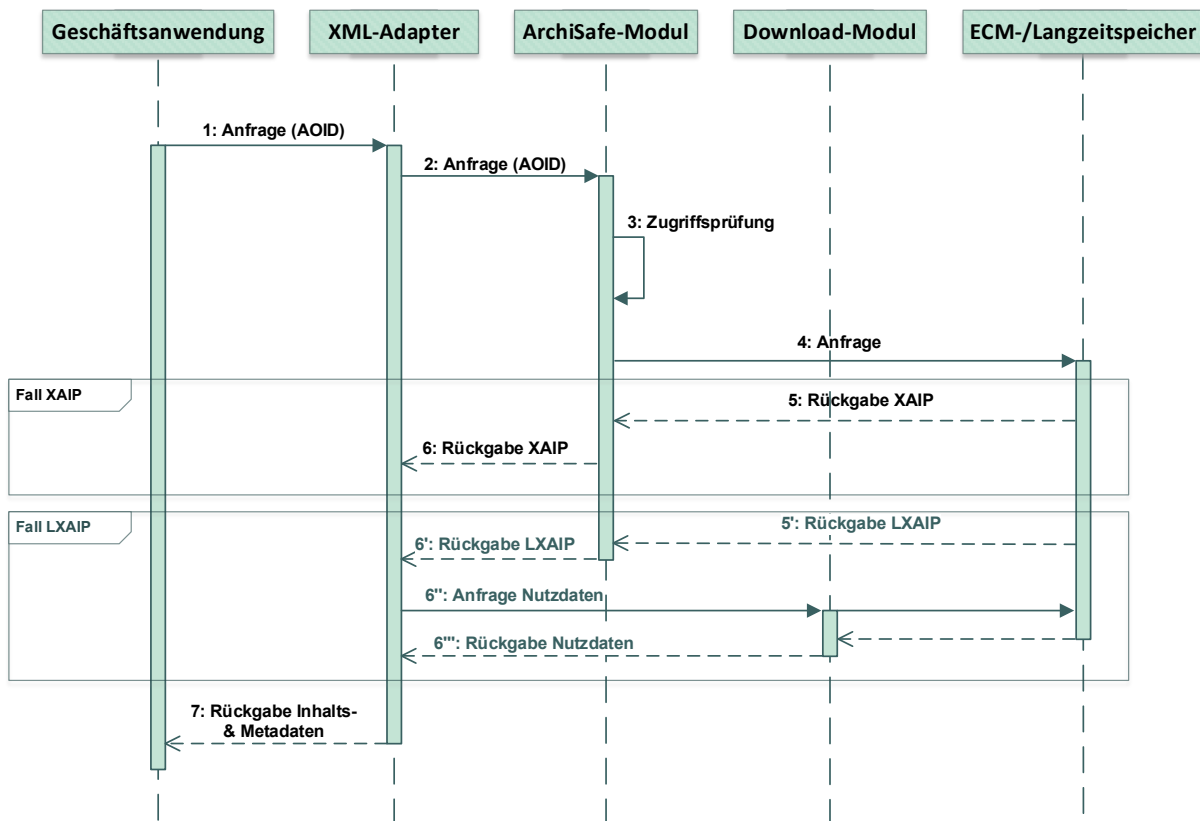 Geschäftsanwendung
XML-Adapter
ArchiSafe-Modul
Download-Modul
ECM-/Langzeitspeicher
1: Anfrage (AOID)
2: Anfrage (AOID)
3: Zugriffsprüfung
4: Anfrage
Fall XAIP
5: Rückgabe XAIP
6: Rückgabe XAIP
Fall LXAIP
5': Rückgabe LXAIP
6': Rückgabe LXAIP
6'': Anfrage Nutzdaten
6''': Rückgabe Nutzdaten
7: Rückgabe Inhalts-
& Metadaten